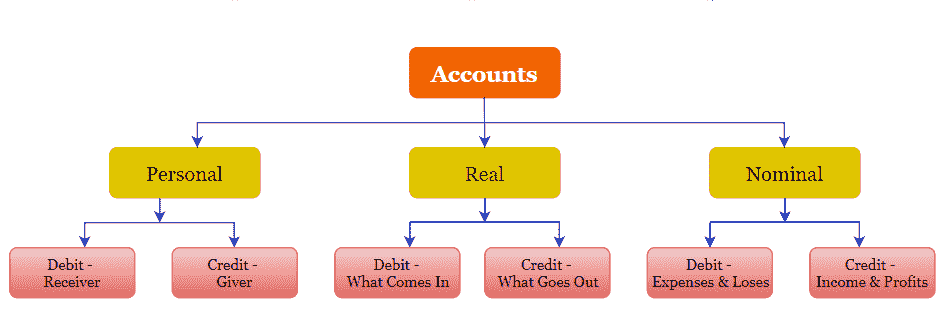 Accounts
Personal
Real
Nominal
Debit -
Receiver
Credit -
Giver
Debit -
What Comes In
Credit -
What Goes Out
Debit -
Expenses & Loses
Credit -
Income & Profits